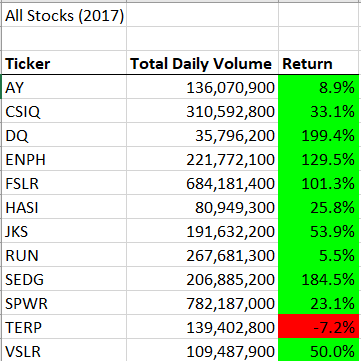 All Stocks (2017)
Ticker Total Daily Volume Return
AY 136,070,900 8.9%
CSIQ 310,592,800 33.1%
DQ 35,796,200 199.4%
ENPH 221,772,100 129.5%
FSLR 684,181,400 101.3%
HASI 80,949,300 25.8%
JKS 191,632,200 53.9%
RUN 267,681,300 5.5%
SEDG 206,885,200 184.5%
SPWR 782,187,000 23.1%
TERP 139,402,800 -7.2%
VSLR 109,487,900 50.0%